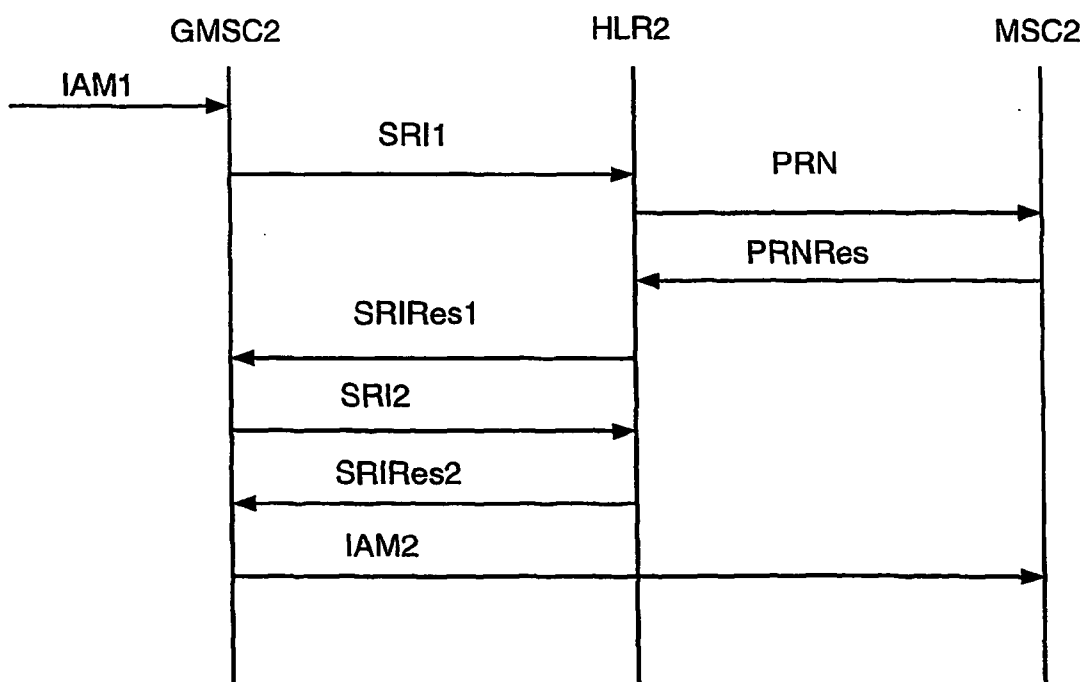 GMSC2
HLR2
MSC2
IAM1
SRI1
PRN
PRNRes
SRIRes1
SRI2
SRIRes2
IAM2